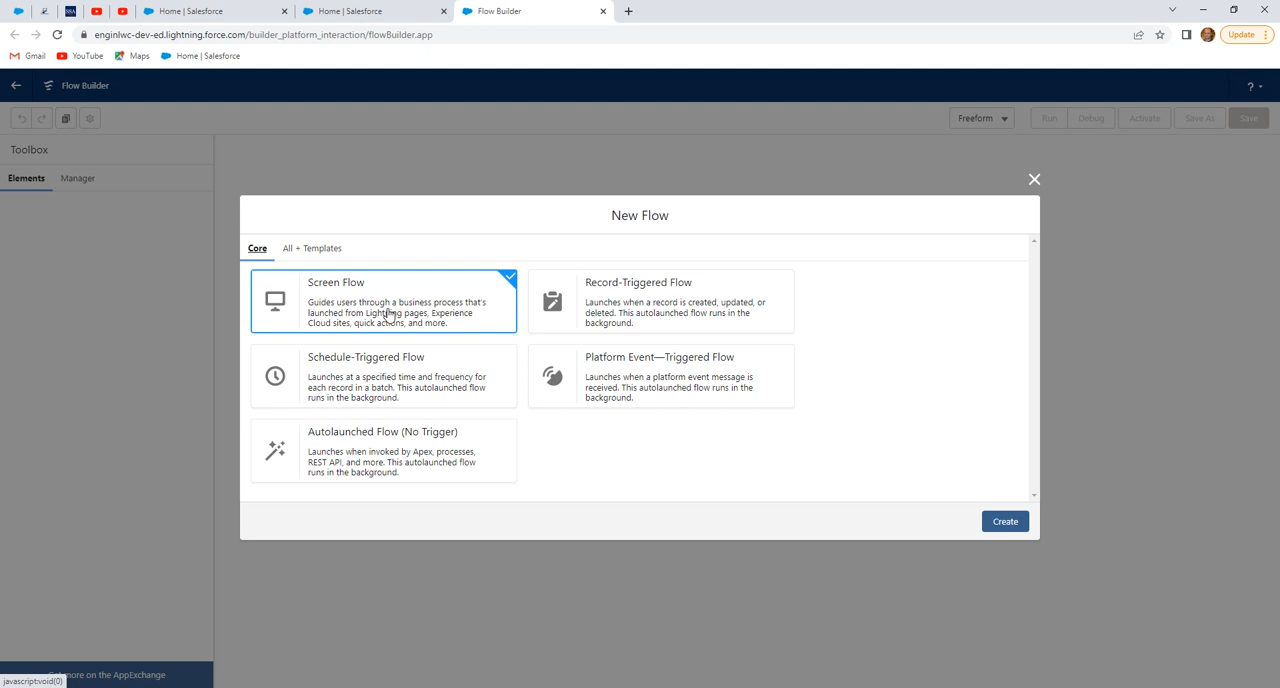 Home | Salesforce
Home | Salesforce
Flow Builder
enginlwc-dev-ed.lightning.force.com/builder_platform_interaction/flowBuilder.app
Update
Gmail
YouTube
Maps
Home | Salesforce
Flow Builder
?
Freeform
Run
Debug
Activate
Save As
Save
Toolbox
Elements
Manager
New Flow
Core
All + Templates
Screen Flow
Guides users through a business process that's
launched from Lightning pages, Experience
Cloud sites, quick actions, and more.
Record-Triggered Flow
Launches when a record is created, updated, or
deleted. This autolaunched flow runs in the
background.
Schedule-Triggered Flow
Launches at a specified time and frequency for
each record in a batch. This autolaunched flow
runs in the background.
Platform Event—Triggered Flow
Launches when a platform event message is
received. This autolaunched flow runs in the
background.
Autolaunched Flow (No Trigger)
Launches when invoked by Apex, processes,
REST API, and more. This autolaunched flow
runs in the background.
Create
more on the AppExchange
javascript:void(0)
SSA